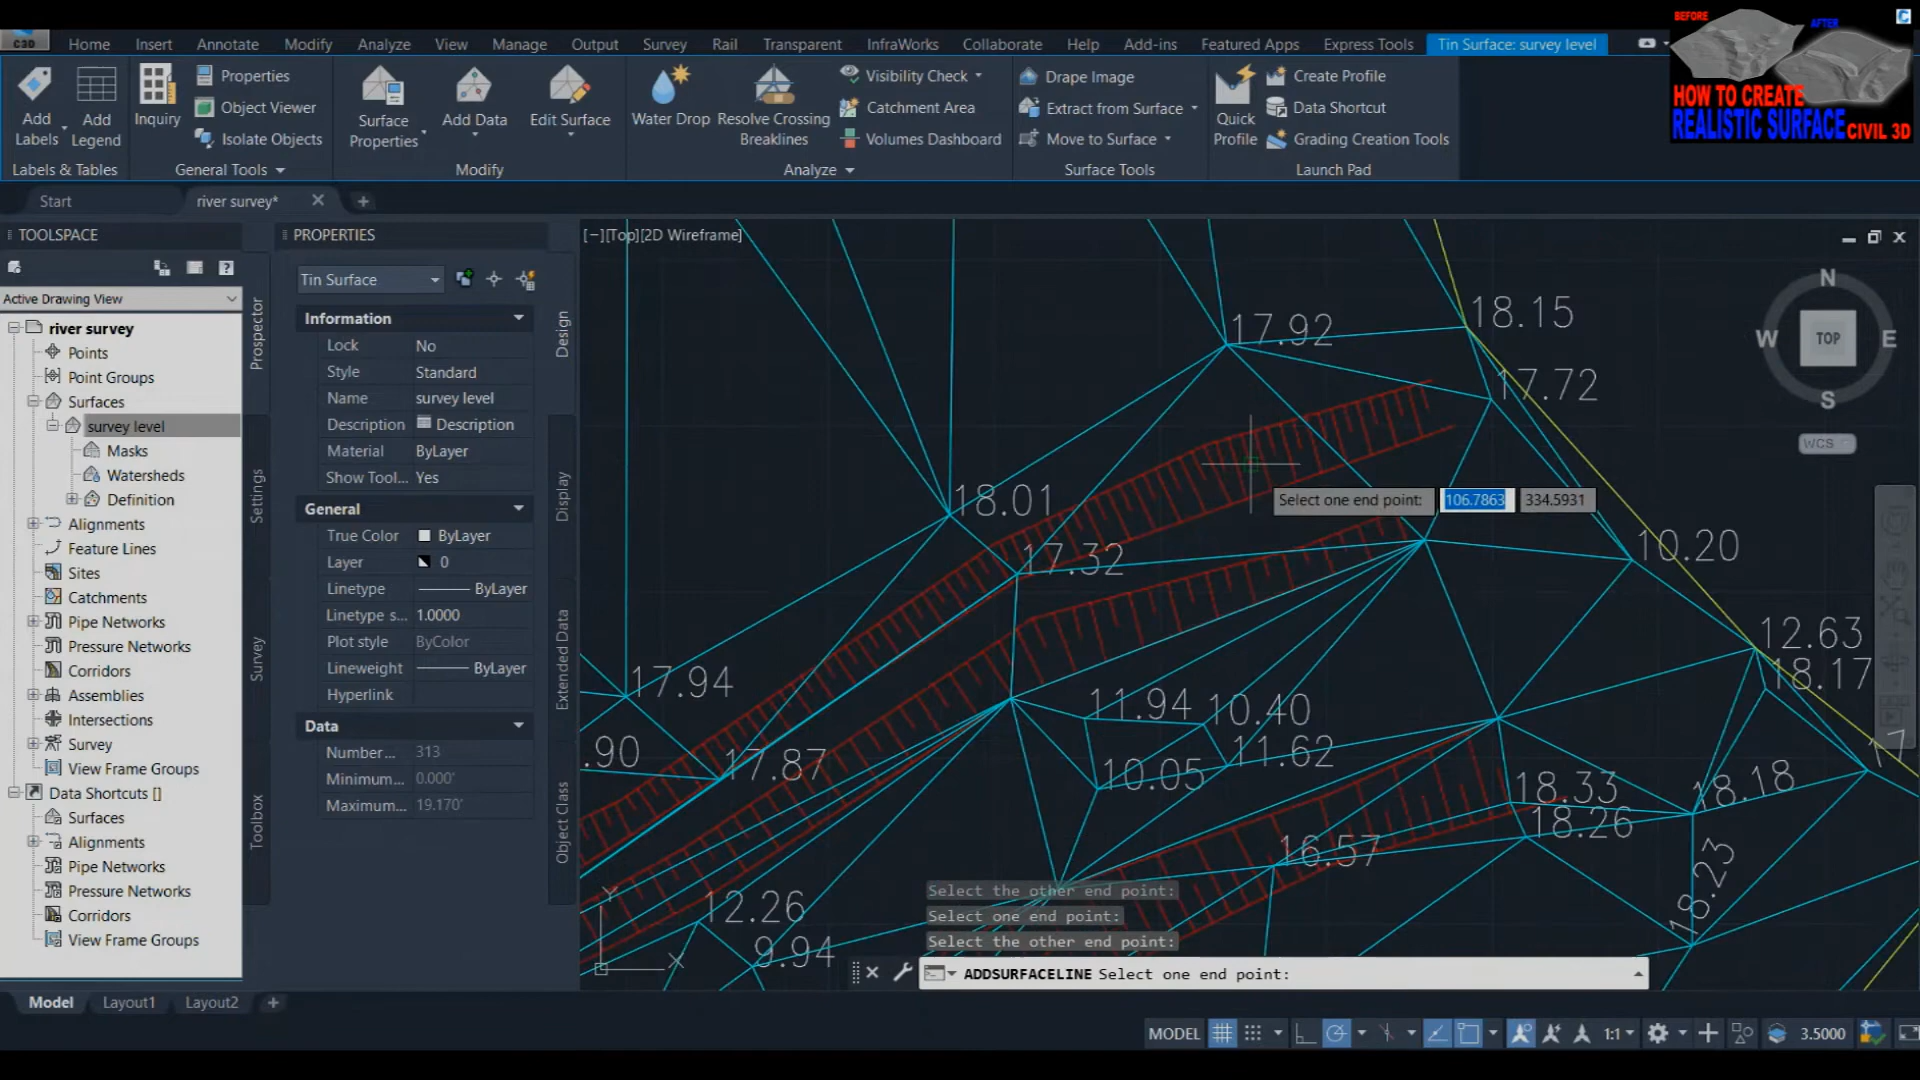 BEFORE
AFTER
HOW TO CREATE
REALISTIC SURFACE CIVIL 3D
C3D
Home Insert Annotate Modify Analyze View Manage Output Survey Rail Transparent InfraWorks Collaborate Help Add-ins Featured Apps Express Tools Tin Surface: survey level
Add Labels
Add Legend
Labels & Tables
Inquiry
Properties
Object Viewer
Isolate Objects
General Tools
Surface Properties
Add Data
Edit Surface
Modify
Water Drop
Resolve Crossing Breaklines
Visibility Check
Catchment Area
Volumes Dashboard
Analyze
Drape Image
Extract from Surface
Move to Surface
Surface Tools
Quick Profile
Create Profile
Data Shortcut
Grading Creation Tools
Launch Pad
Start
river survey*
TOOLSPACE
Active Drawing View
river survey
Points
Point Groups
Surfaces
survey level
Masks
Watersheds
Definition
Alignments
Feature Lines
Sites
Catchments
Pipe Networks
Pressure Networks
Corridors
Assemblies
Intersections
Survey
View Frame Groups
Data Shortcuts []
Surfaces
Alignments
Pipe Networks
Pressure Networks
Corridors
View Frame Groups
Prospector
Settings
Survey
Toolbox
PROPERTIES
Tin Surface
Information
Lock No
Style Standard
Name survey level
Description Description
Material ByLayer
Show Tool... Yes
General
True Color ByLayer
Layer 0
Linetype ByLayer
Linetype s... 1.0000
Plot style ByColor
Lineweight ByLayer
Hyperlink
Data
Number... 313
Minimum... 0.000'
Maximum... 19.170'
Design
Display
Extended Data
Object Class
[−][Top][2D Wireframe]
N
W TOP E
S
WCS
18.15
17.92
17.72
18.01
Select one end point: 106.7863 334.5931
17.32
10.20
12.63
18.17
17.94
11.94 10.40
.90
17.87
11.62
10.05
17
18.33
18.18
18.26
16.57
18.23
12.26
9.94
Y
X
Select the other end point:
Select one end point:
Select the other end point:
ADDSURFACELINE Select one end point:
Model Layout1 Layout2
MODEL 1:1 3.5000